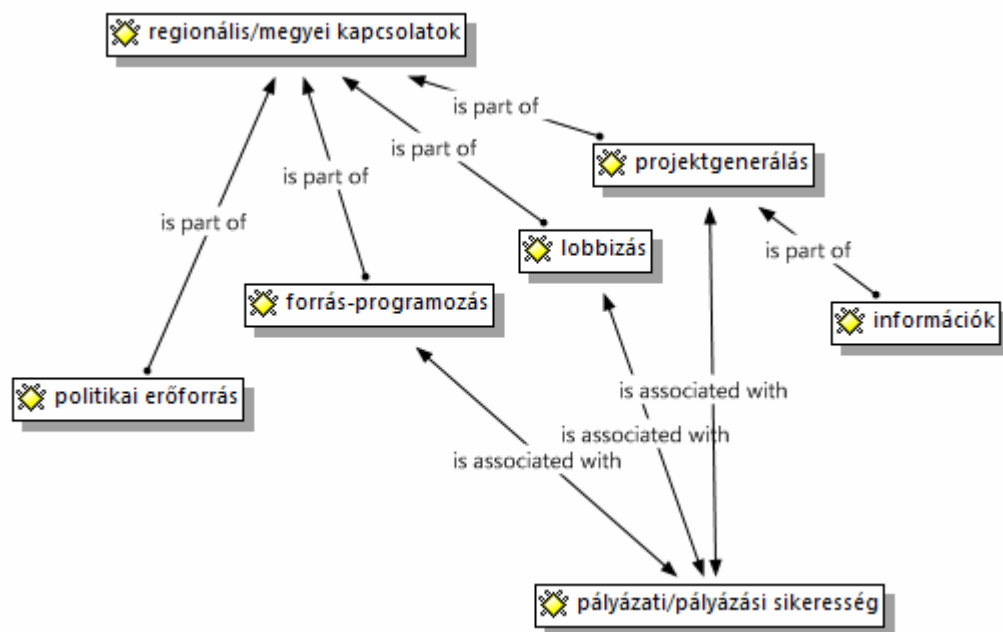 regionális/megyei kapcsolatok
is part of
projektgenerálás
is part of
is part of
is part of
is part of
lobbizás
forrás-programozás
információk
politikai erőforrás
is associated with
is associated with
is associated with
pályázati/pályázási sikeresség